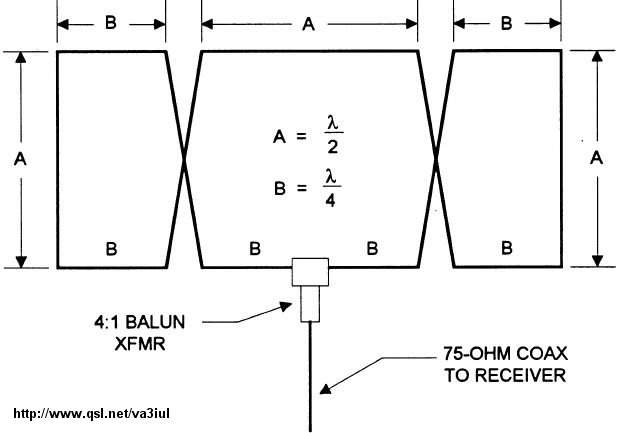 B
A
B
A = λ/2
A
A
B = λ/4
B
B
B
B
4:1 BALUN
XFMR
75-OHM COAX
TO RECEIVER
http://www.qsl.net/va3iul